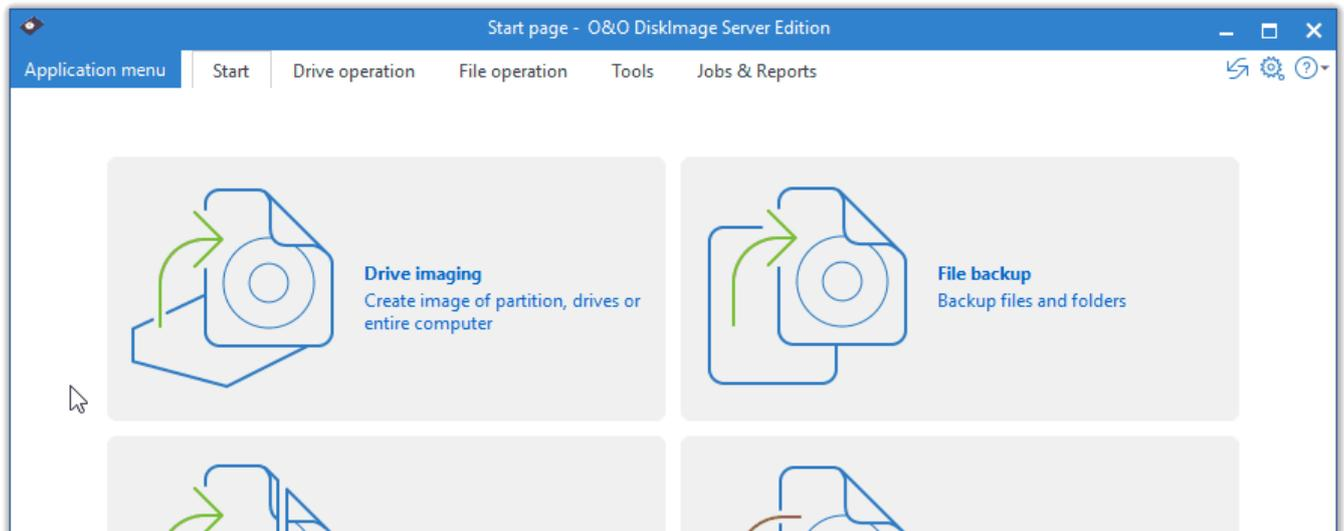 Start page - O&O DiskImage Server Edition
Application menu Start Drive operation File operation Tools Jobs & Reports
Drive imaging
Create image of partition, drives or
entire computer
File backup
Backup files and folders